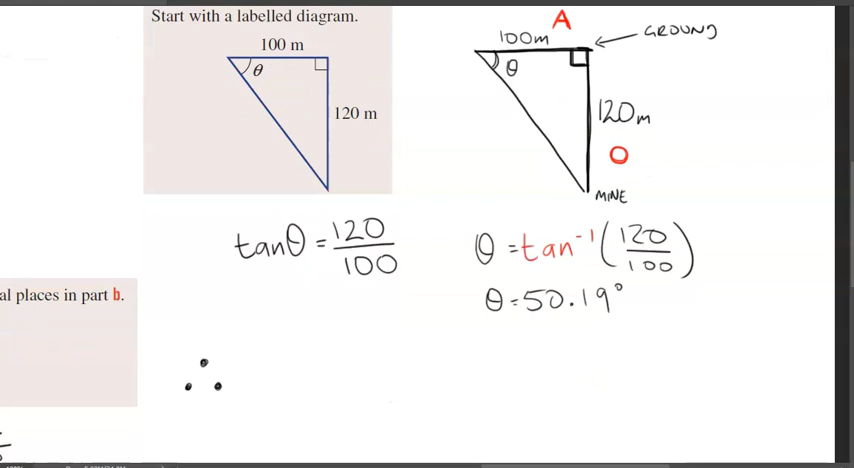 Start with a labelled diagram.
100 m
θ
120 m
A
100m
GROUND
θ
120m
O
MINE
tanθ = 120/100
θ = tan⁻¹(120/100)
θ = 50.19°
al places in part b.
∴